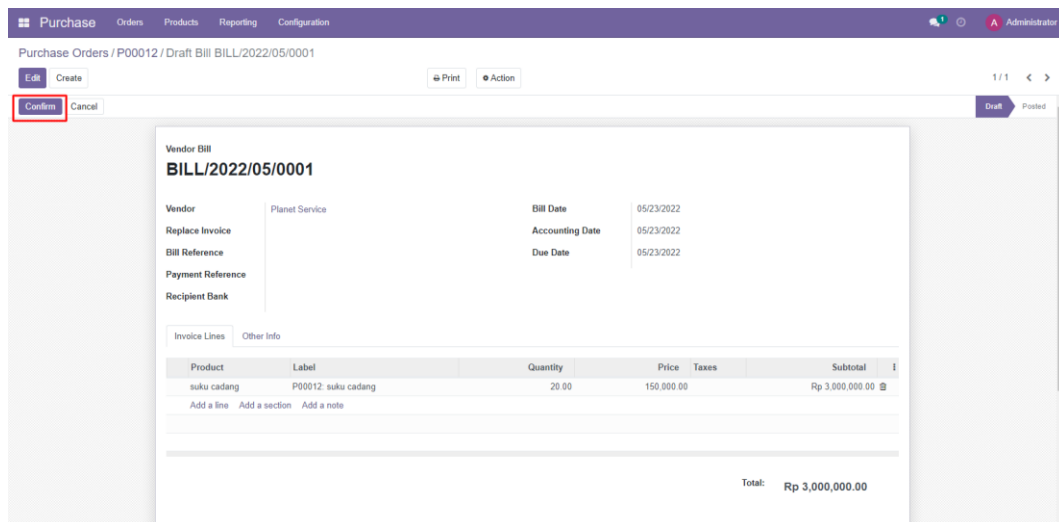 Purchase Orders Products Reporting Configuration 1 A Administrator
Purchase Orders / P00012 / Draft Bill BILL/2022/05/0001
Edit Create Print Action 1 / 1
Confirm Cancel Draft Posted
Vendor Bill
BILL/2022/05/0001
Vendor Planet Service Bill Date 05/23/2022
Replace Invoice Accounting Date 05/23/2022
Bill Reference Due Date 05/23/2022
Payment Reference
Recipient Bank
Invoice Lines Other Info
Product Label Quantity Price Taxes Subtotal
suku cadang P00012: suku cadang 20.00 150,000.00 Rp 3,000,000.00
Add a line Add a section Add a note
Total: Rp 3,000,000.00